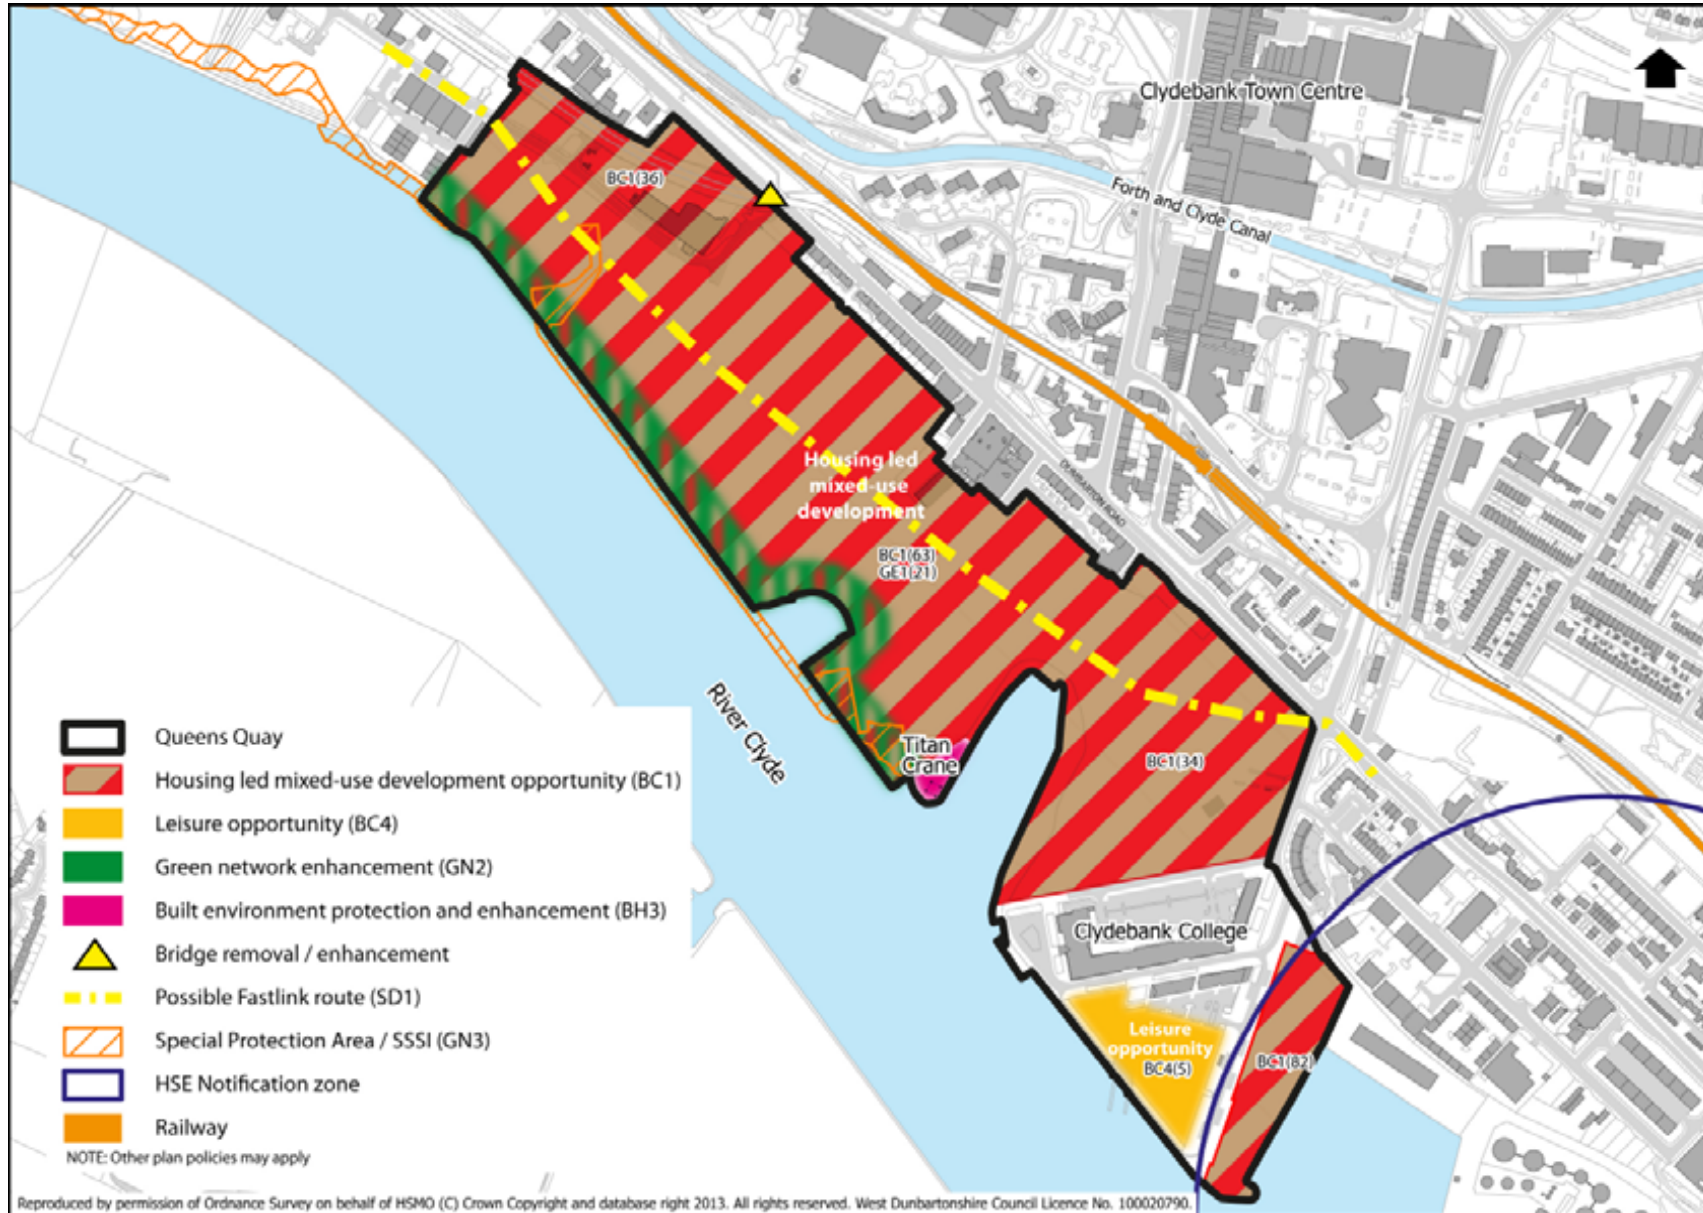 Clydebank Town Centre
BC1(36)
Forth and Clyde Canal
Housing led
mixed-use
development
DUMBARTON ROAD
BC1(63)
GE1(21)
River Clyde
Titan
Crane
BC1(34)
Clydebank College
Leisure
opportunity
BC4(5)
BC1(82)
Queens Quay
Housing led mixed-use development opportunity (BC1)
Leisure opportunity (BC4)
Green network enhancement (GN2)
Built environment protection and enhancement (BH3)
Bridge removal / enhancement
Possible Fastlink route (SD1)
Special Protection Area / SSSI (GN3)
HSE Notification zone
Railway
NOTE: Other plan policies may apply
Reproduced by permission of Ordnance Survey on behalf of HSMO (C) Crown Copyright and database right 2013. All rights reserved. West Dunbartonshire Council Licence No. 100020790.